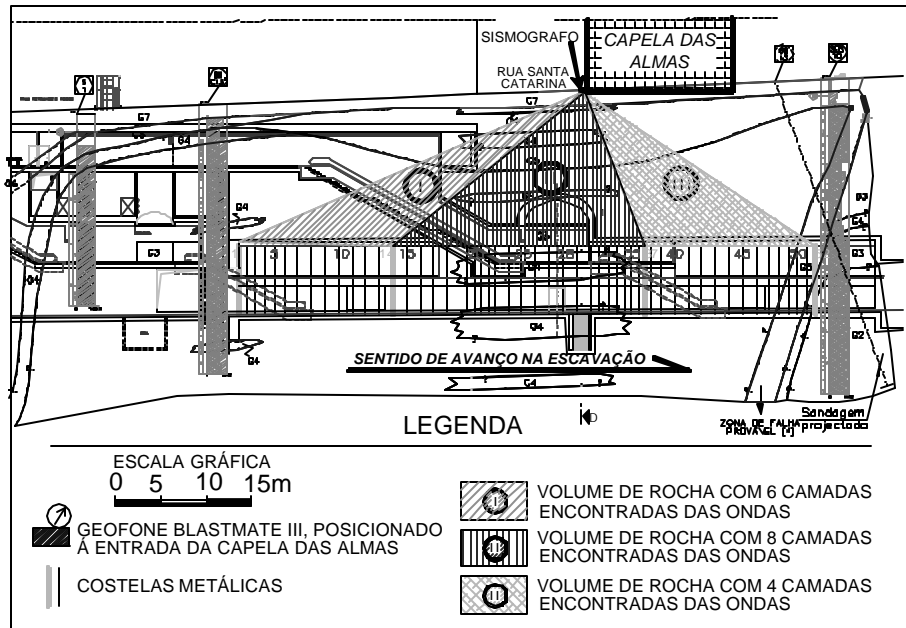 SISMOGRAFO
CAPELA DAS
ALMAS
RUA SANTA
CATARINA
G7
G7
G4
G4
G3
G3
G3
5
10
15
40
45
G2
G4
G4
G4
SENTIDO DE AVANÇO NA ESCAVAÇÃO
ZONA DE FALHA
PROVÁVEL
Sondagem
projectada
LEGENDA
ESCALA GRÁFICA
0 5 10 15m
GEOFONE BLASTMATE III, POSICIONADO
Á ENTRADA DA CAPELA DAS ALMAS
COSTELAS METÁLICAS
I
VOLUME DE ROCHA COM 6 CAMADAS
ENCONTRADAS DAS ONDAS
II
VOLUME DE ROCHA COM 8 CAMADAS
ENCONTRADAS DAS ONDAS
VOLUME DE ROCHA COM 4 CAMADAS
ENCONTRADAS DAS ONDAS